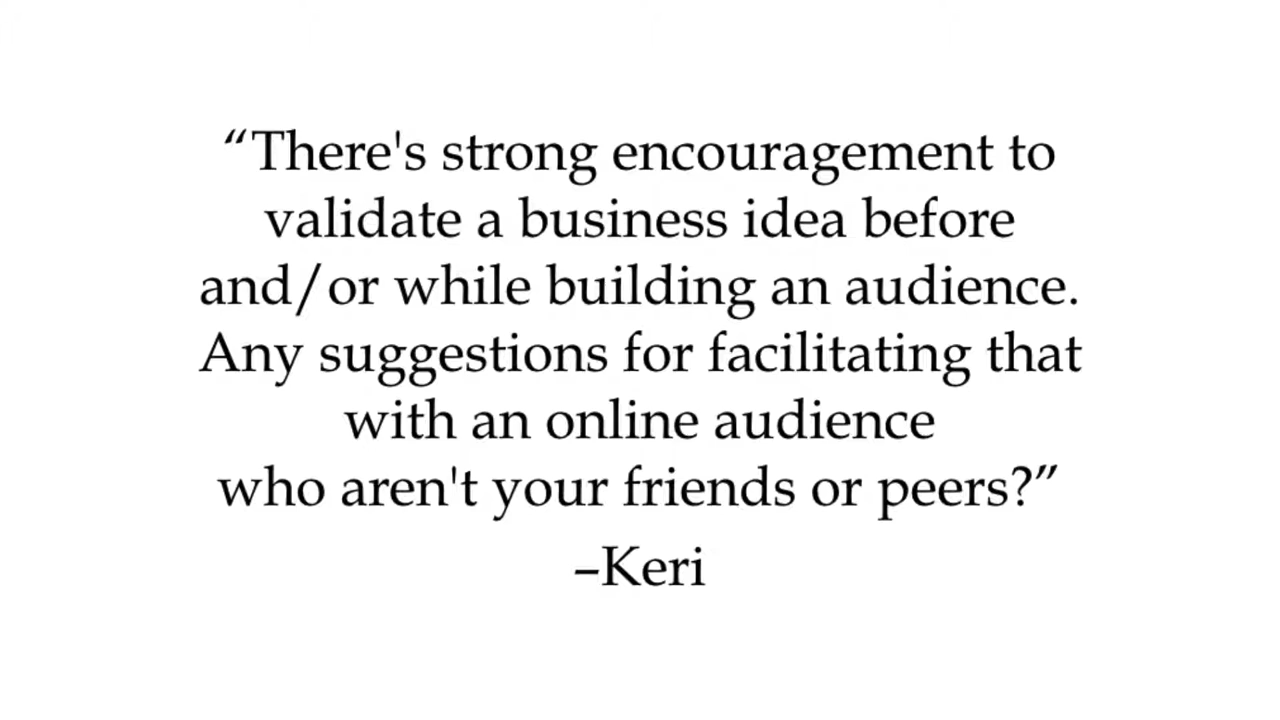 “There's strong encouragement to
validate a business idea before
and/or while building an audience.
Any suggestions for facilitating that
with an online audience
who aren't your friends or peers?”
–Keri